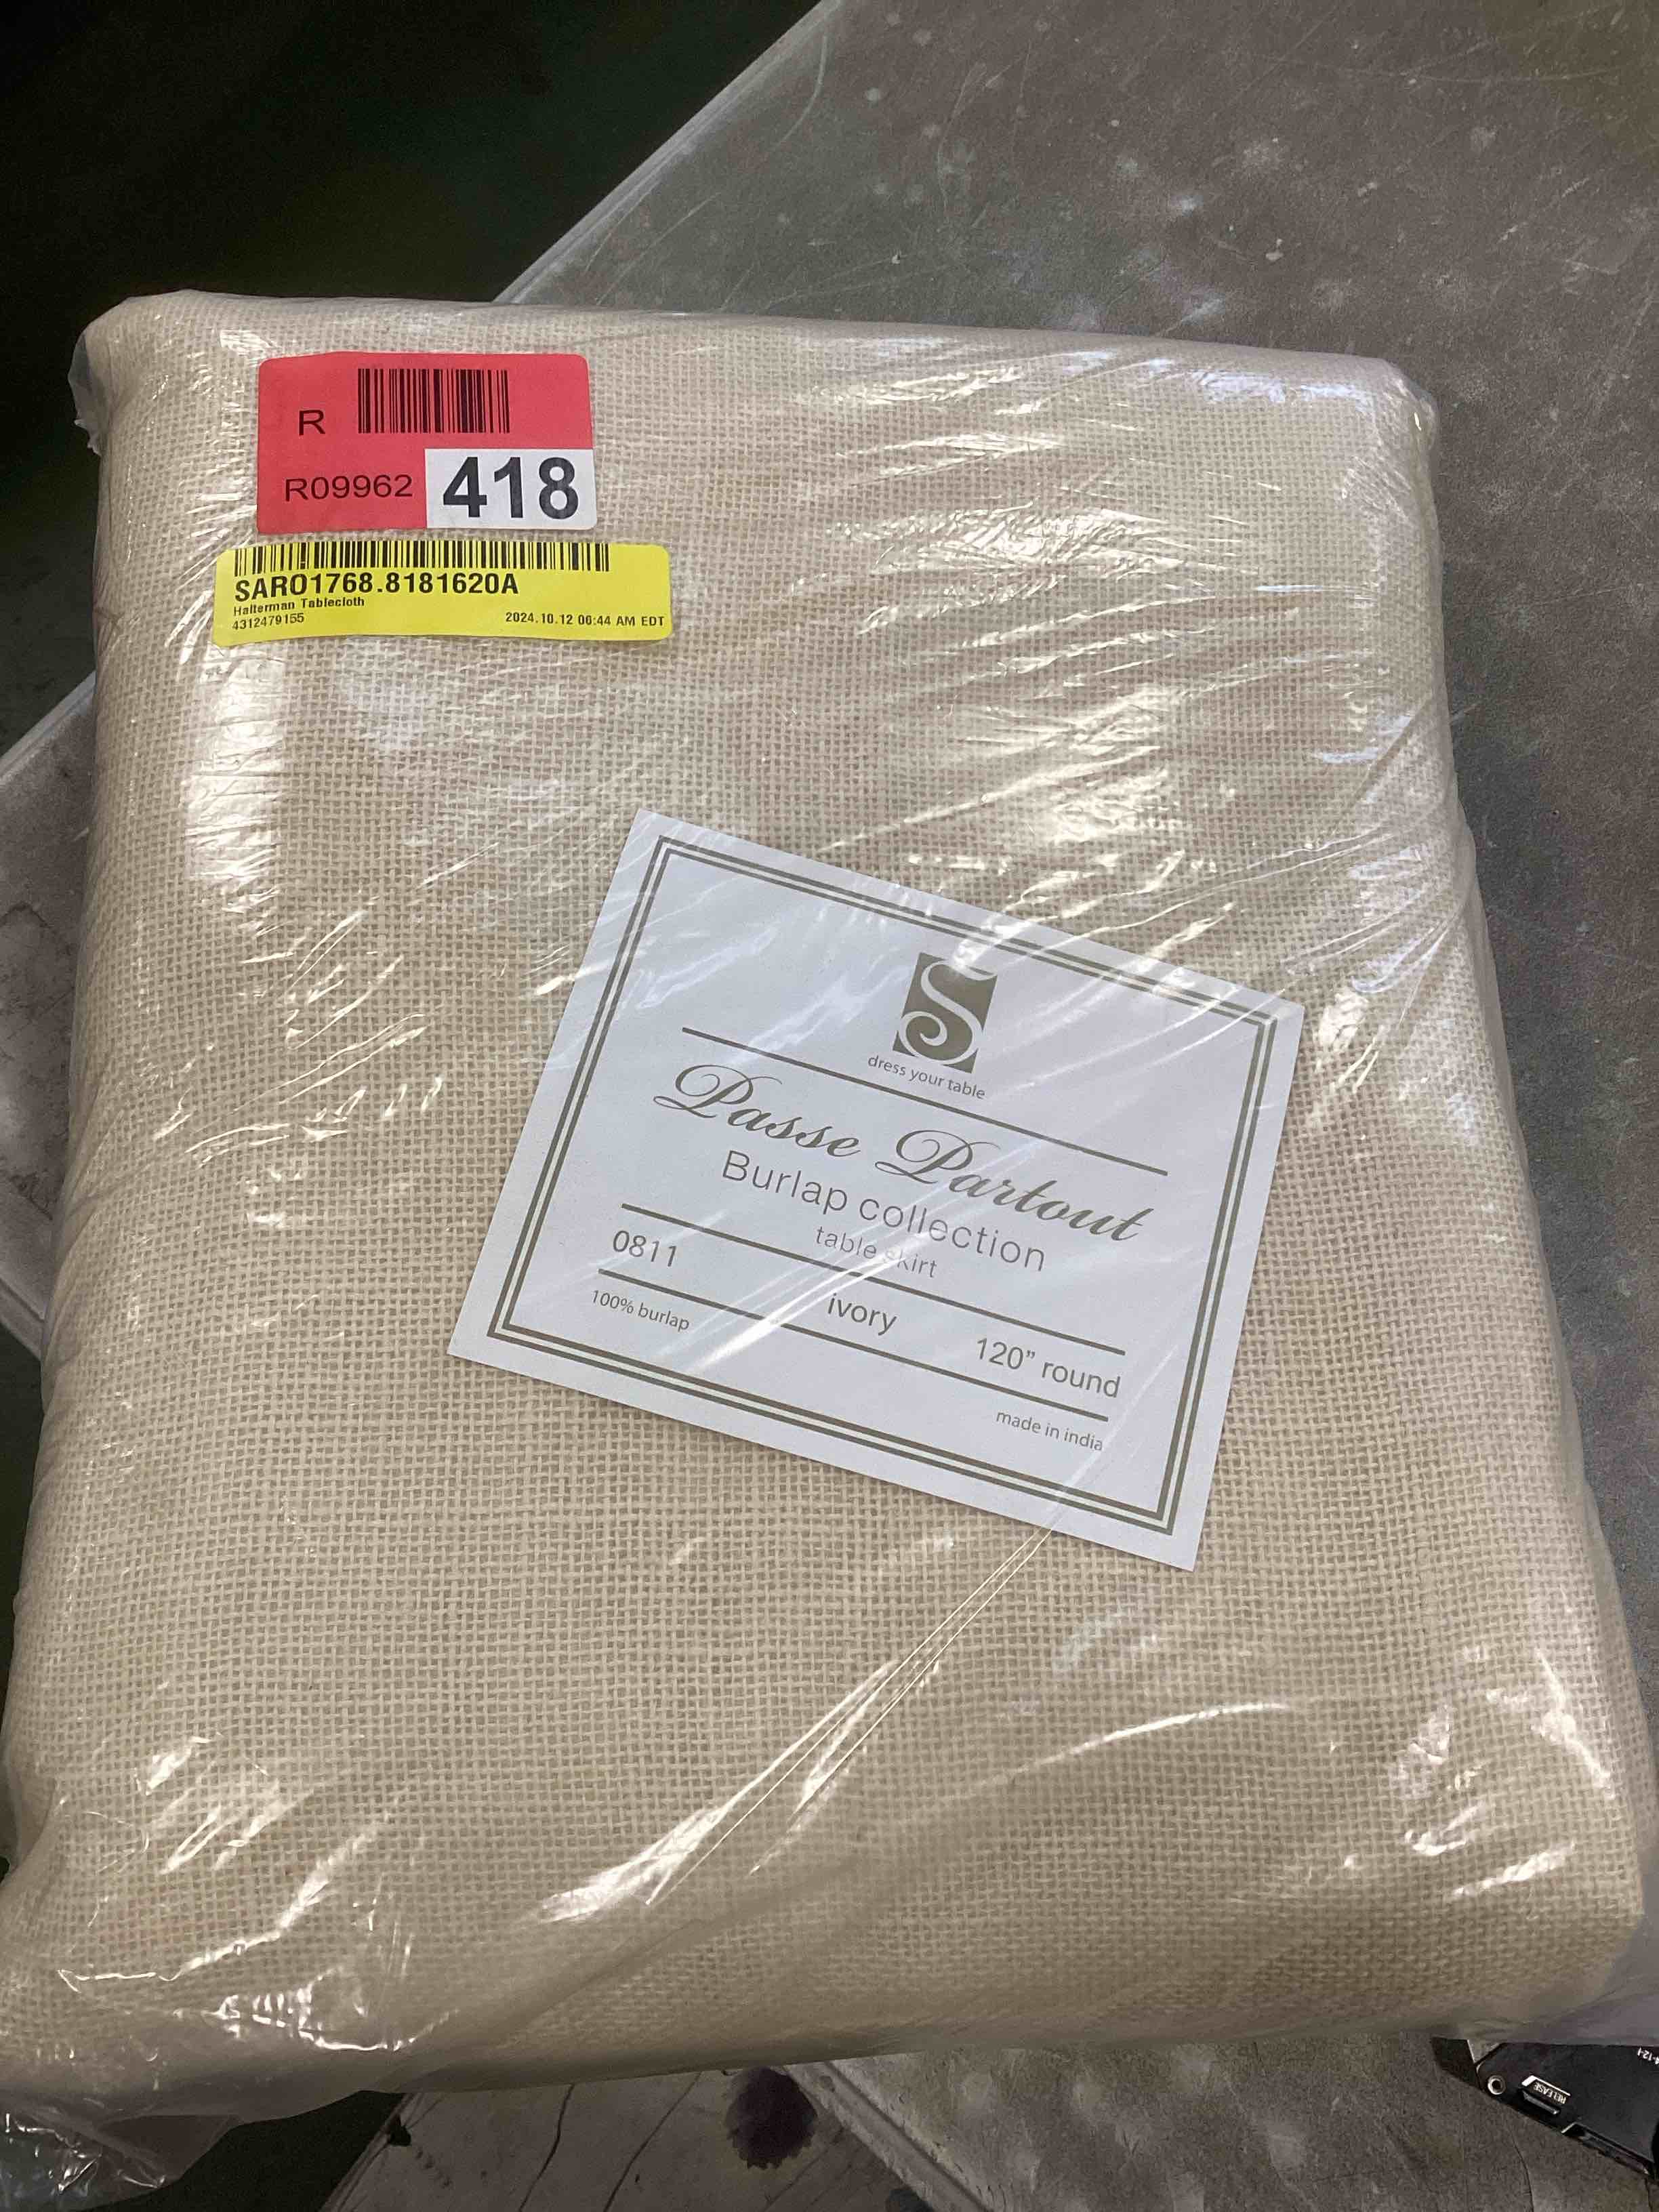 R
R09962 418
SARO1768.8181620A
Halterman Tablecloth
4312479155 2024.10.12 06:44 AM EDT
S
dress your table
Passe Partout
Burlap collection
table skirt
0811 ivory 120” round
100% burlap made in india
RELEASE